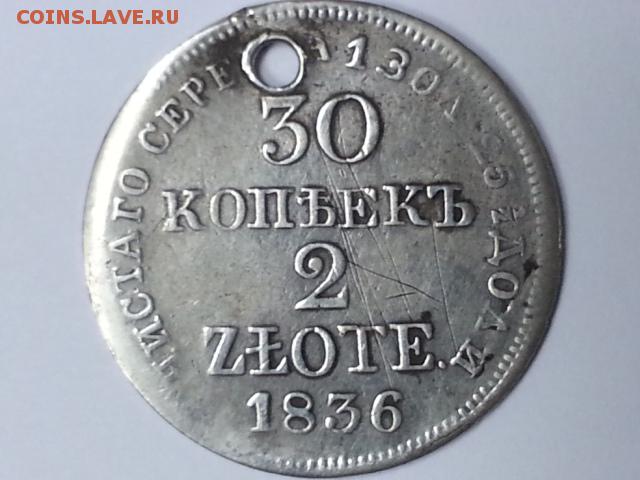 COINS.LAVE.RU
ЧИСТАГО СЕРЕ
30
КОПѢЕКЪ
2
ZŁOTE.
1836